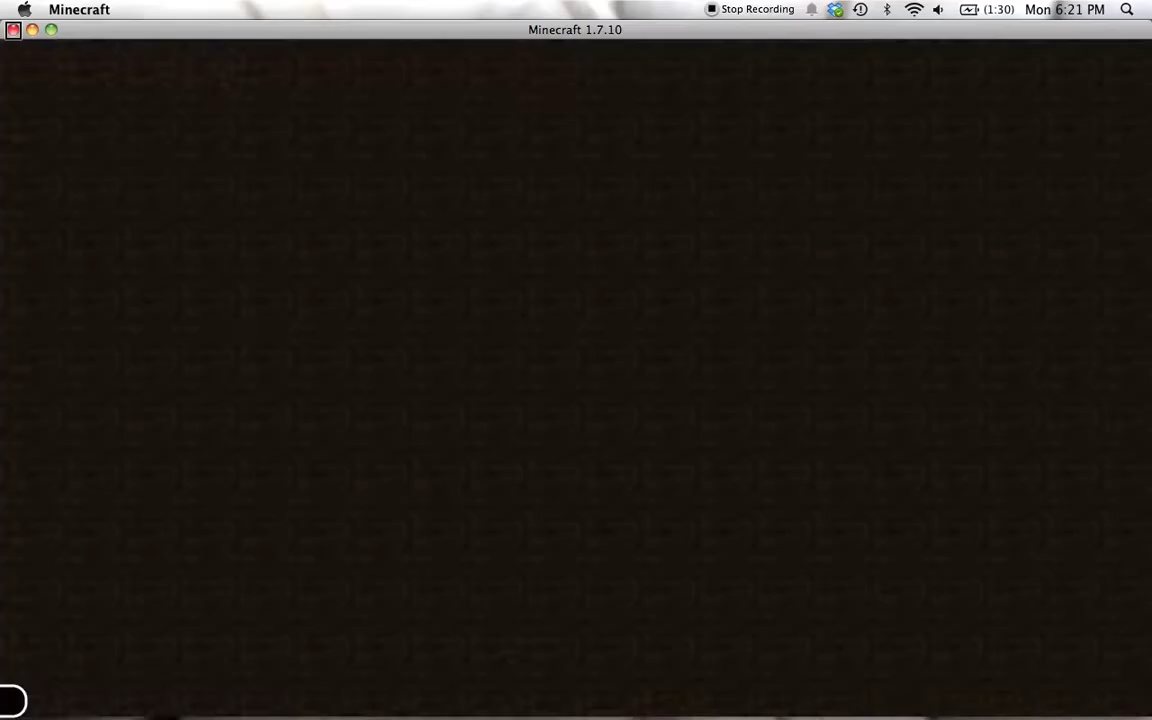 Minecraft
Stop Recording
(1:30)
Mon 6:21 PM
Minecraft 1.7.10